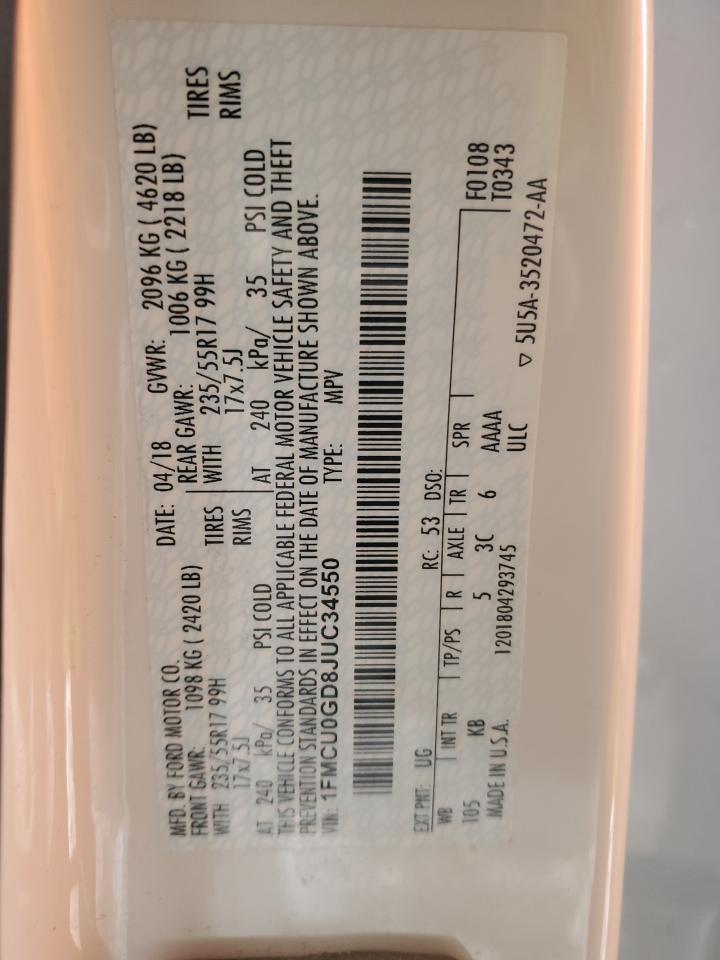 MFD. BY FORD MOTOR CO.
DATE: 04/18 GVWR: 2096 KG ( 4620 LB)
FRONT GAWR: 1098 KG ( 2420 LB) REAR GAWR: 1006 KG ( 2218 LB)
WITH 235/55R17 99H TIRES WITH 235/55R17 99H TIRES
17x7.5J RIMS 17x7.5J RIMS
AT 240 kPa/ 35 PSI COLD AT 240 kPa/ 35 PSI COLD
THIS VEHICLE CONFORMS TO ALL APPLICABLE FEDERAL MOTOR VEHICLE SAFETY AND THEFT
PREVENTION STANDARDS IN EFFECT ON THE DATE OF MANUFACTURE SHOWN ABOVE.
VIN: 1FMCU0GD8JUC34550 TYPE: MPV
EXT PNT: UG RC: 53 DSO:
WB INT TR TP/PS R AXLE TR SPR F0108
105 KB 5 3C 6 AAAA T0343
MADE IN U.S.A. 1201804293745 ULC
▽ 5U5A-3520472-AA